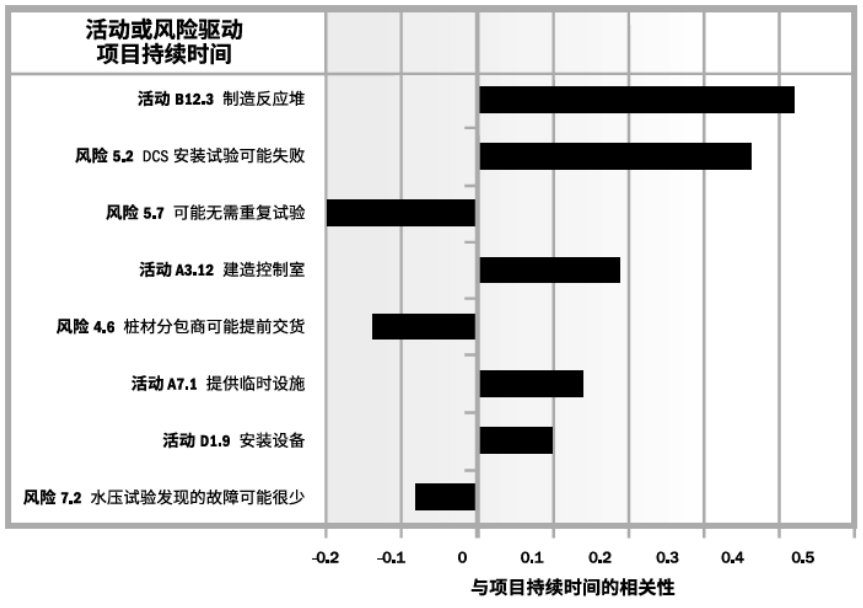 活动或风险驱动
项目持续时间
活动 B12.3 制造反应堆
风险 5.2 DCS 安装试验可能失败
风险 5.7 可能无需重复试验
活动 A3.12 建造控制室
风险 4.6 桩材分包商可能提前交货
活动 A7.1 提供临时设施
活动 D1.9 安装设备
风险 7.2 水压试验发现的故障可能很少
-0.2 -0.1 0 0.1 0.2 0.3 0.4 0.5
与项目持续时间的相关性